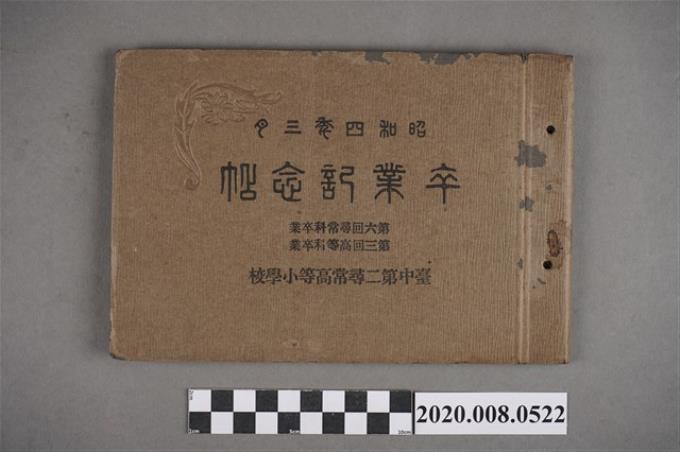 昭和四年三月
卒業記念帖
第六回尋常科卒業
第三回高等科卒業
臺中第二尋常高等小學校
2020.008.0522